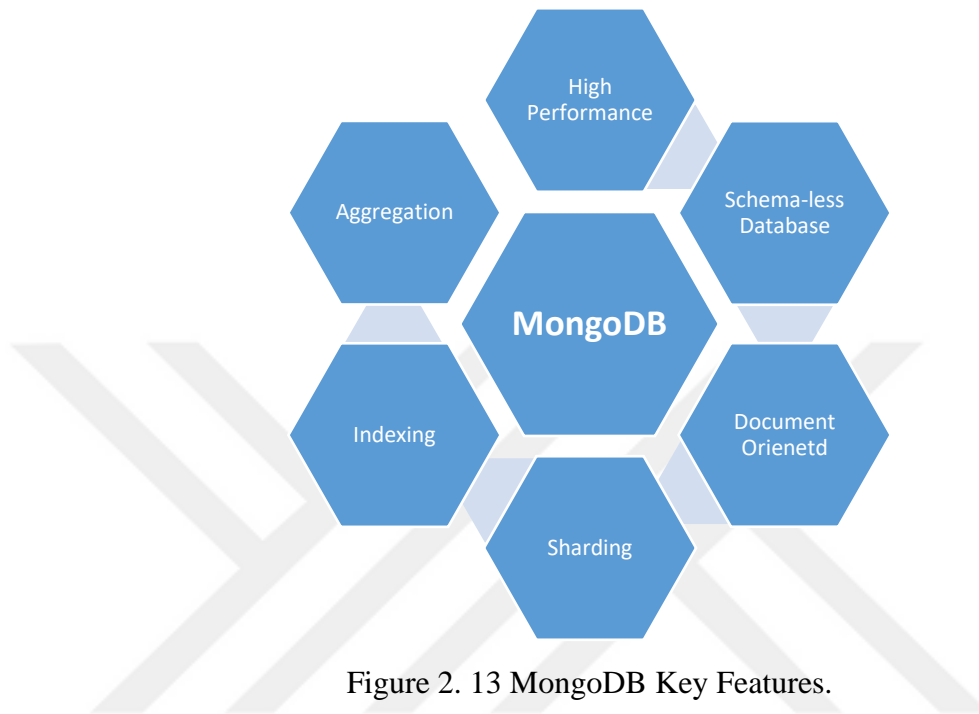 High
Performance
Schema-less
Database
Aggregation
MongoDB
Document
Orienetd
Indexing
Sharding
Figure 2. 13 MongoDB Key Features.